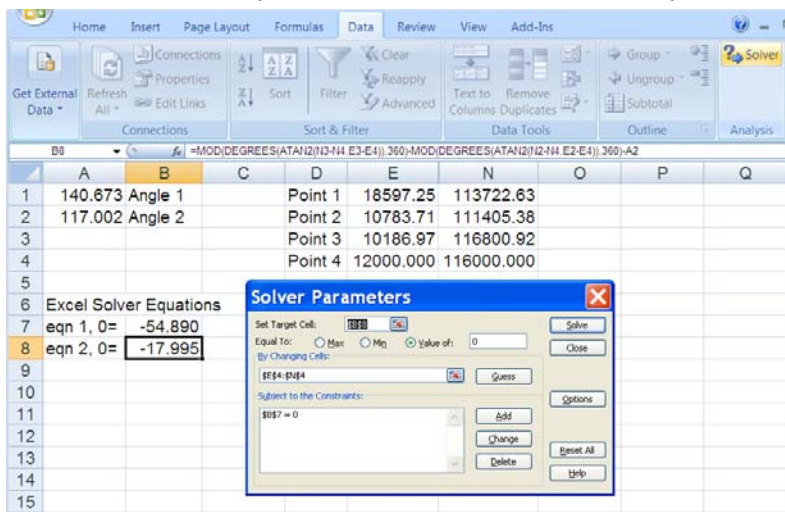 Home Insert Page Layout Formulas Data Review View Add-Ins
Get External Data
Refresh All
Connections
Properties
Edit Links
Connections
Sort
Filter
Clear
Reapply
Advanced
Sort & Filter
Text to Columns
Remove Duplicates
Data Tools
Group
Ungroup
Subtotal
Outline
Solver
Analysis
B8 fx =MOD(DEGREES(ATAN2(N3-N4,E3-E4)),360)-MOD(DEGREES(ATAN2(N2-N4,E2-E4)),360)-A2
A B C D E N O P Q
1 140.673 Angle 1 Point 1 18597.25 113722.63
2 117.002 Angle 2 Point 2 10783.71 111405.38
3 Point 3 10186.97 116800.92
4 Point 4 12000.000 116000.000
5
6 Excel Solver Equations
7 eqn 1, 0= -54.890
8 eqn 2, 0= -17.995
9
10
11
12
13
14
15
Solver Parameters
Set Target Cell: $B$8
Equal To: Max Min Value of: 0
By Changing Cells:
$E$4:$N$4
Guess
Subject to the Constraints:
$B$7 = 0
Add
Change
Delete
Solve
Close
Options
Reset All
Help